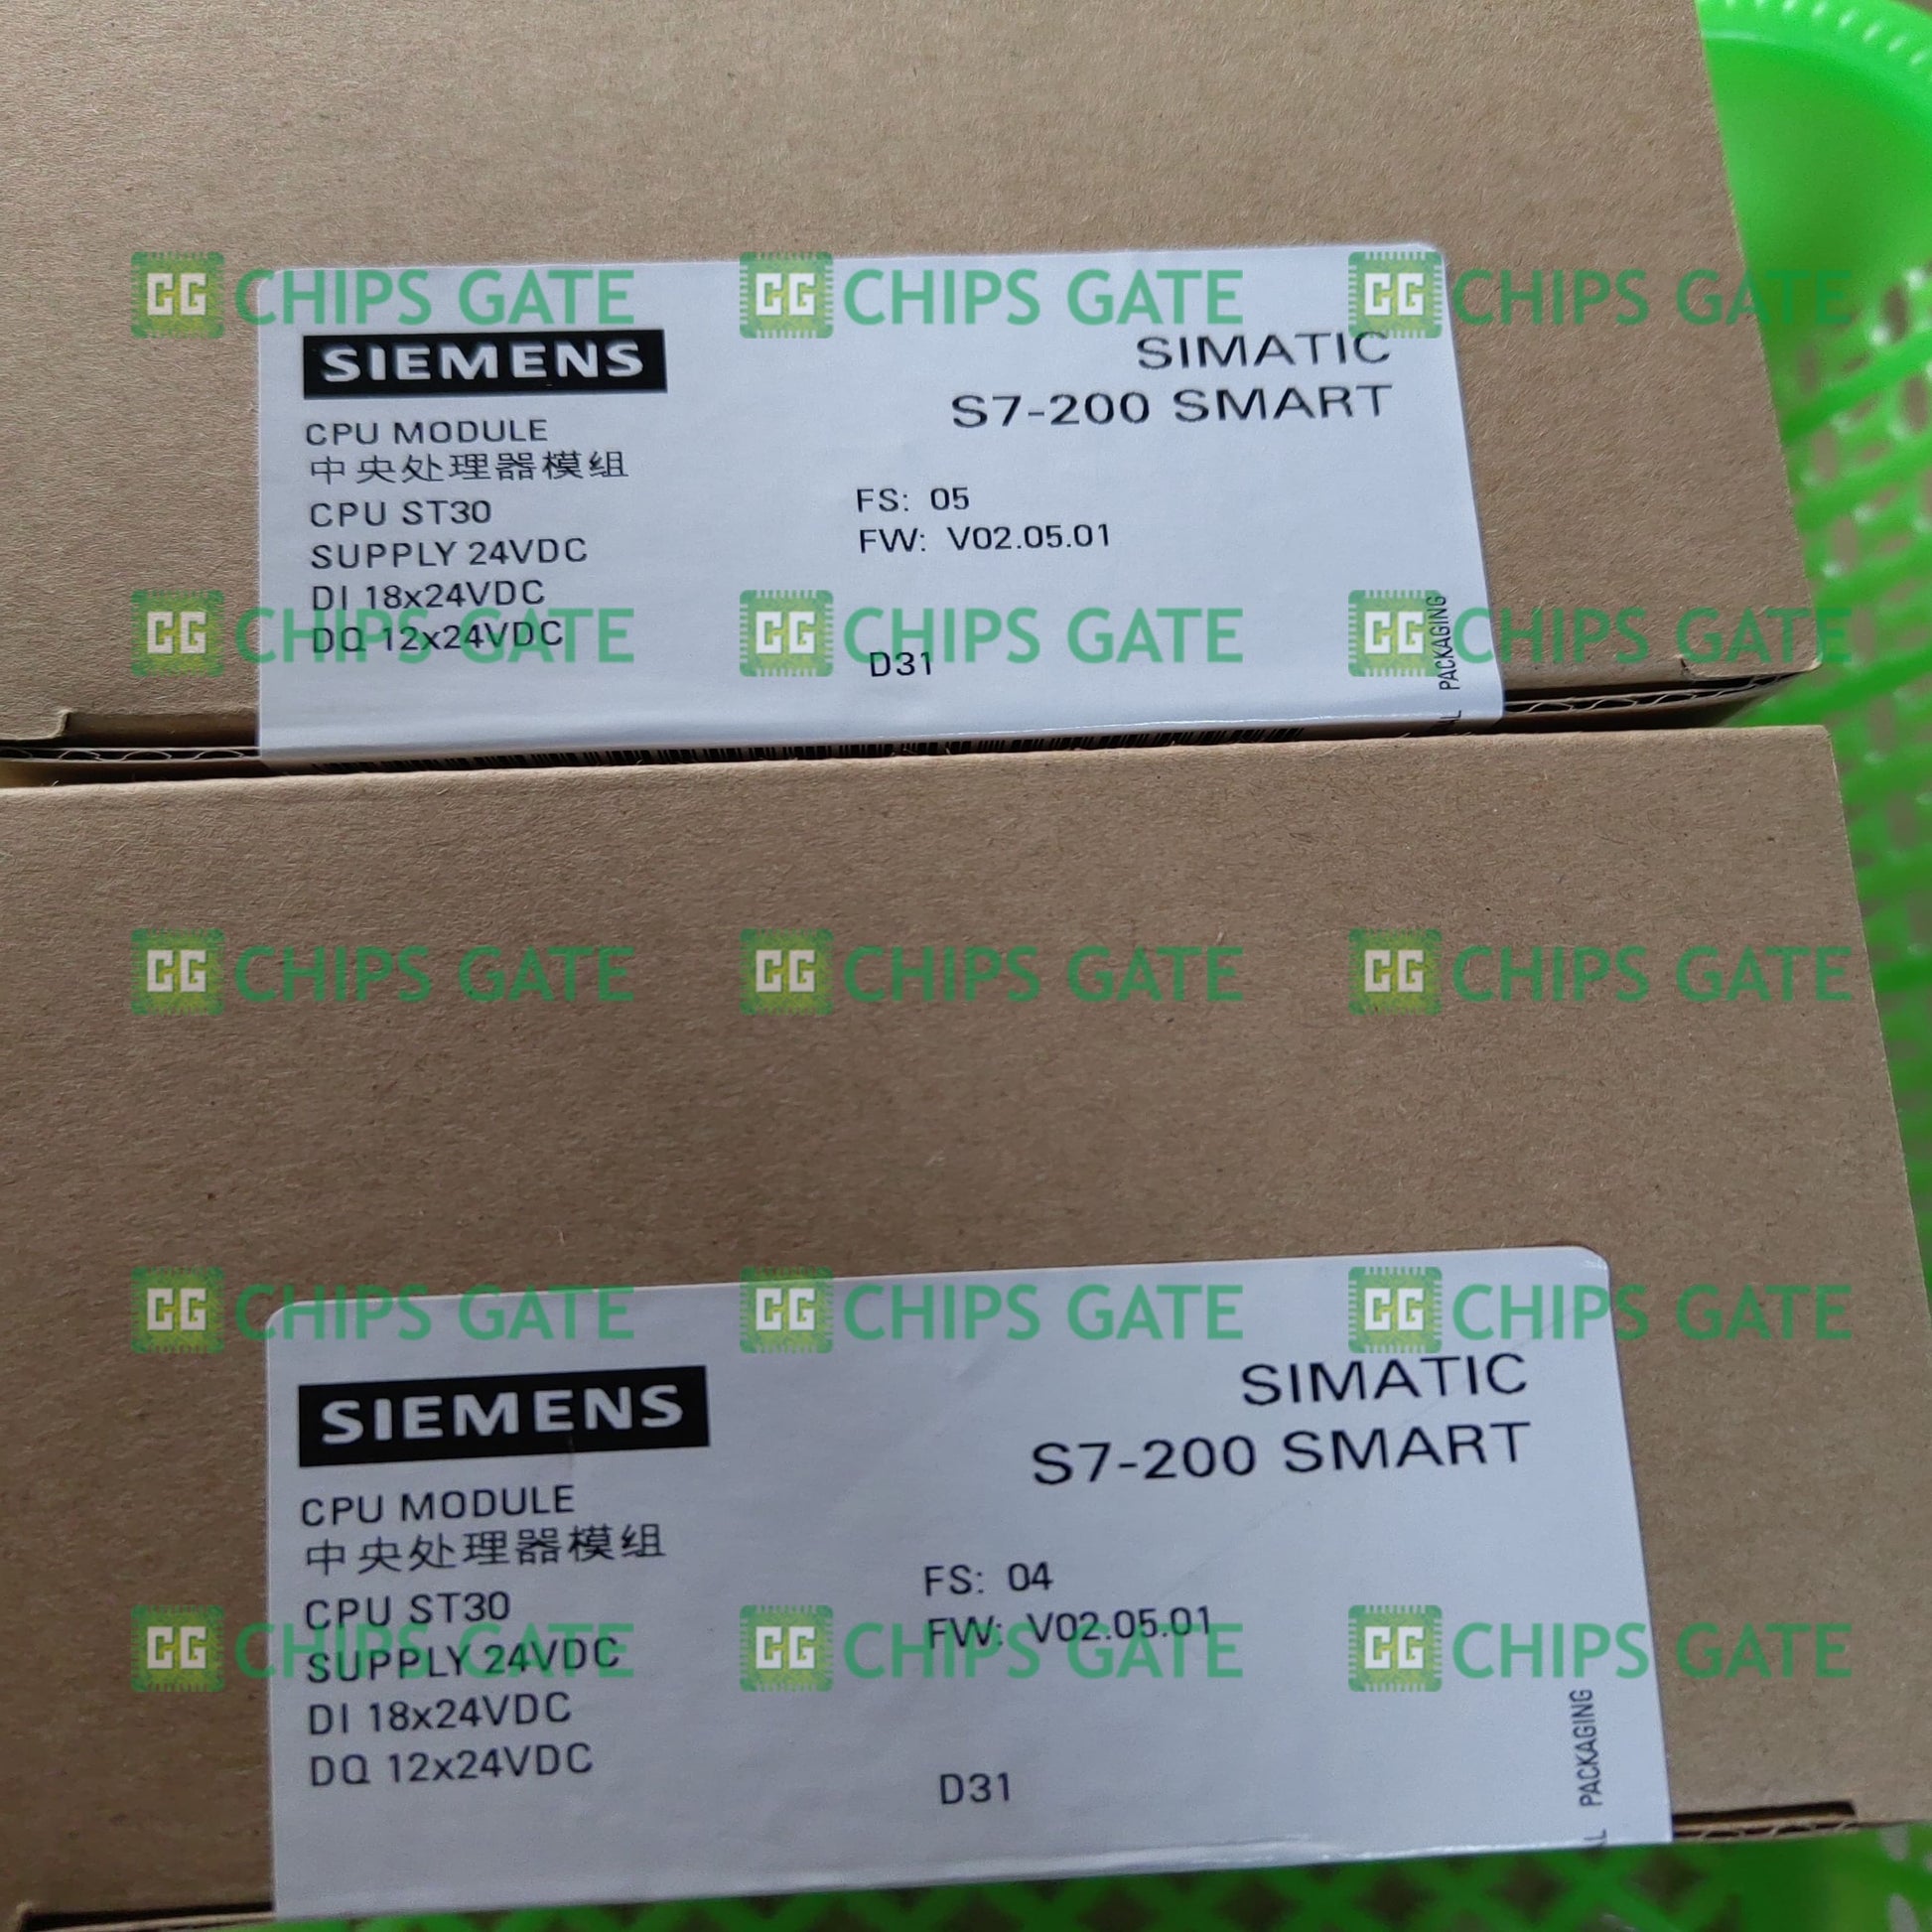 CG CHIPS GATE CG CHIPS GATE CG CHIPS GATE
SIEMENS
SIMATIC
S7-200 SMART
CPU MODULE
中央处理器模组
CPU ST30
SUPPLY 24VDC
DI 18x24VDC
DQ 12x24VDC
FS: 05
FW: V02.05.01
D31
PACKAGING
CG CHIPS GATE CG CHIPS GATE CG CHIPS GATE
CG CHIPS GATE CG CHIPS GATE CG CHIPS GATE
CG CHIPS GATE CG CHIPS GATE CG CHIPS GATE
SIEMENS
SIMATIC
S7-200 SMART
CPU MODULE
中央处理器模组
CPU ST30
SUPPLY 24VDC
DI 18x24VDC
DQ 12x24VDC
FS: 04
FW: V02.05.01
D31
PACKAGING
CG CHIPS GATE CG CHIPS GATE CG CHIPS GATE